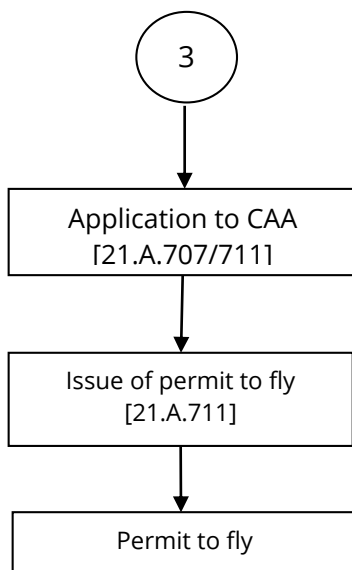 3
Application to CAA
[21.A.707/711]
Issue of permit to fly
[21.A.711]
Permit to fly